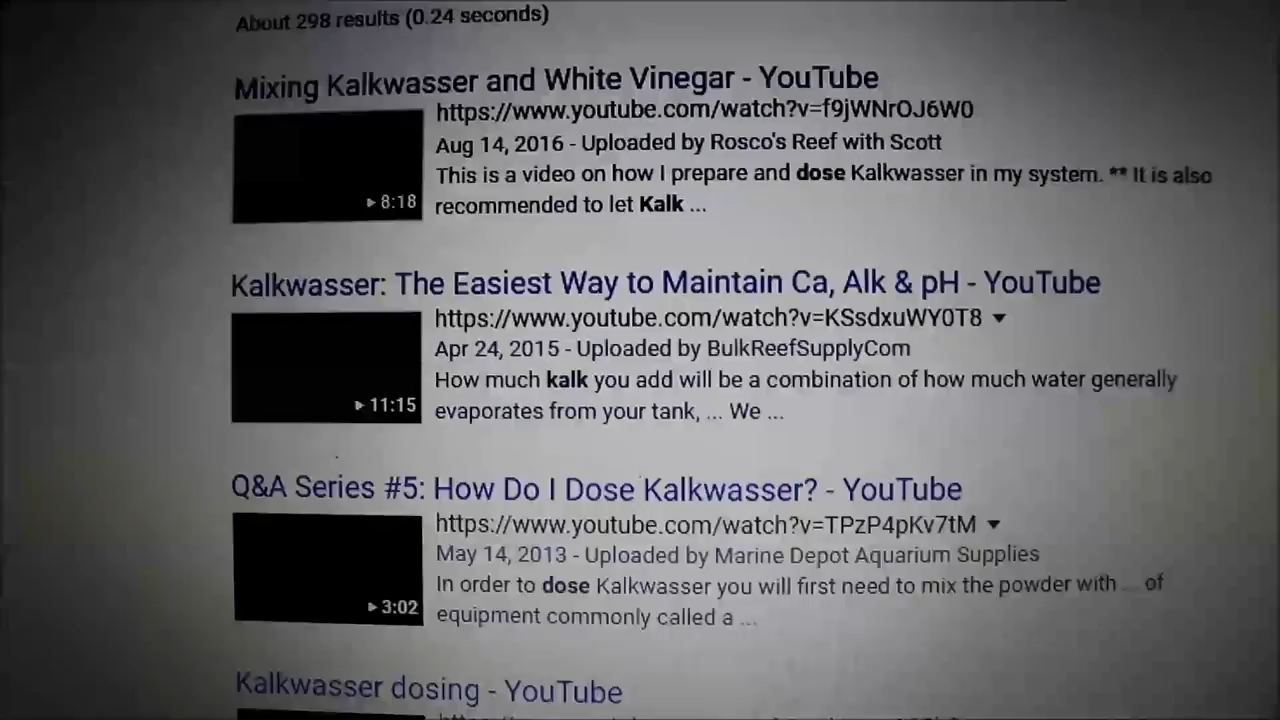 About 298 results (0.24 seconds)
Mixing Kalkwasser and White Vinegar - YouTube
https://www.youtube.com/watch?v=f9jWNrOJ6W0
Aug 14, 2016 - Uploaded by Rosco's Reef with Scott
This is a video on how I prepare and dose Kalkwasser in my system. ** It is also
recommended to let Kalk ...
8:18
Kalkwasser: The Easiest Way to Maintain Ca, Alk & pH - YouTube
https://www.youtube.com/watch?v=KSsdxuWY0T8
Apr 24, 2015 - Uploaded by BulkReefSupplyCom
How much kalk you add will be a combination of how much water generally
evaporates from your tank, ... We ...
11:15
Q&A Series #5: How Do I Dose Kalkwasser? - YouTube
https://www.youtube.com/watch?v=TPzP4pKv7tM
May 14, 2013 - Uploaded by Marine Depot Aquarium Supplies
In order to dose Kalkwasser you will first need to mix the powder with ... of
equipment commonly called a ...
3:02
Kalkwasser dosing - YouTube